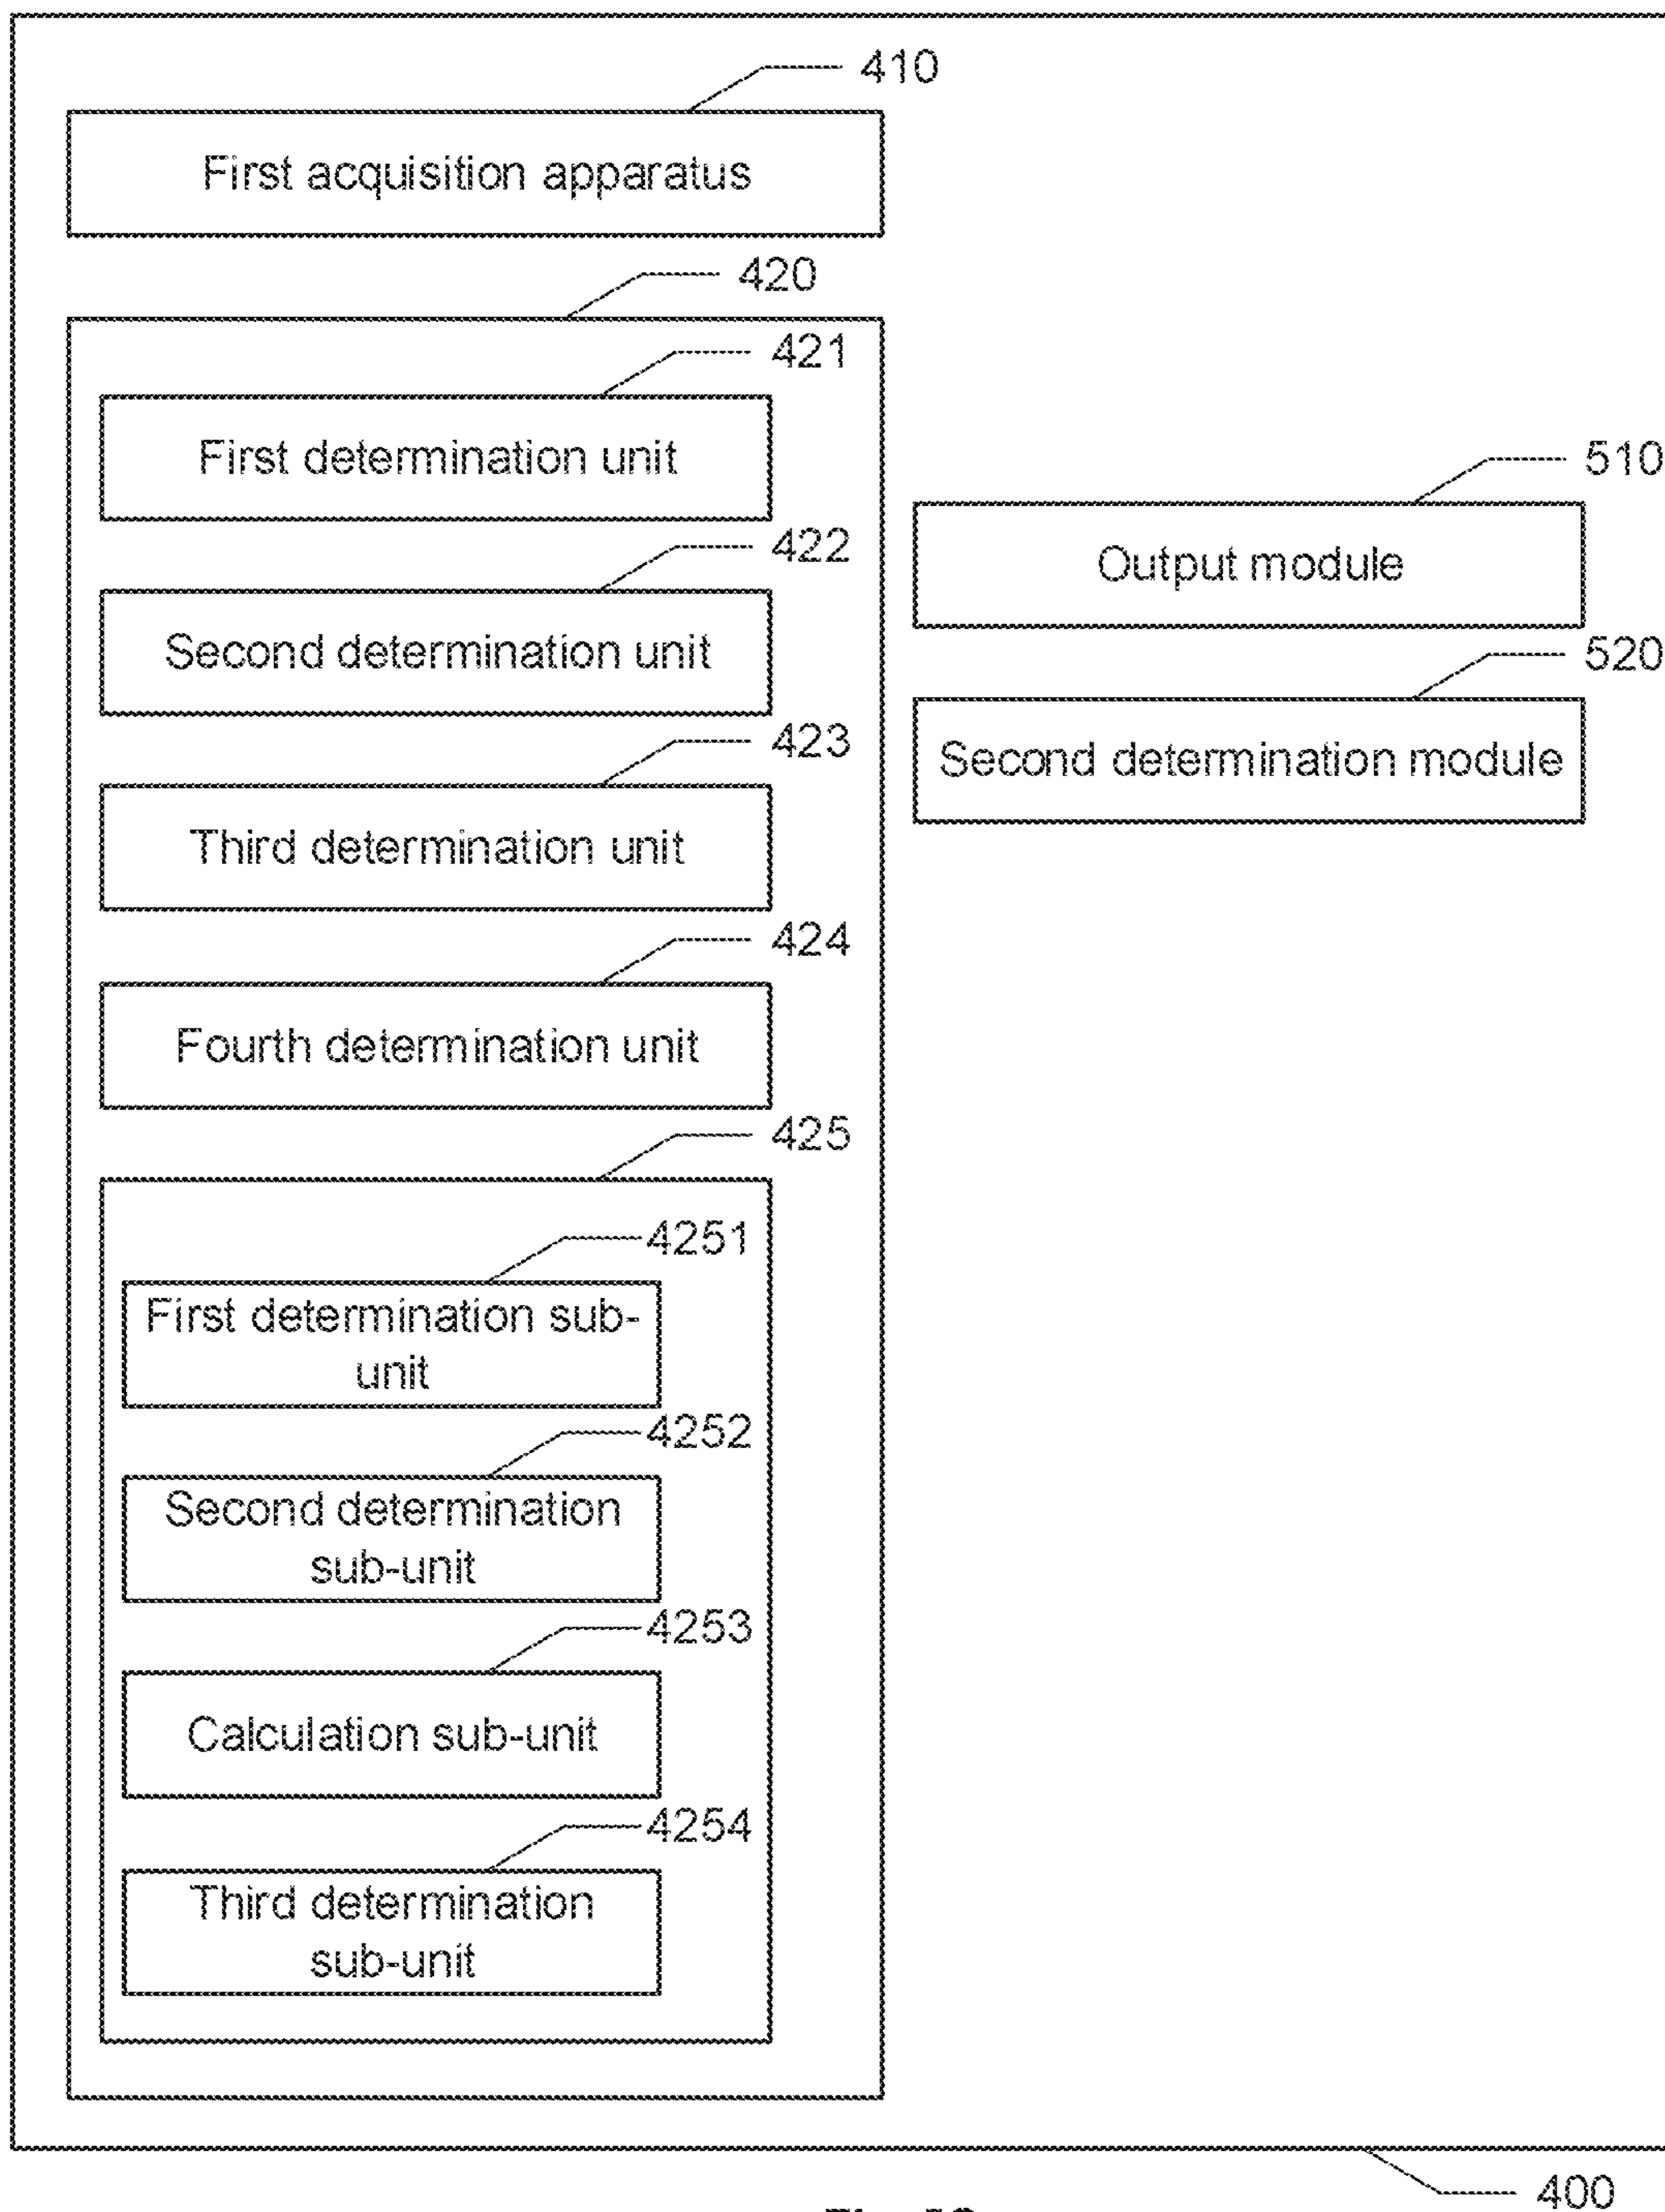 410
First acquisition apparatus
420
421
First determination unit
422
Second determination unit
423
Third determination unit
424
Fourth determination unit
425
4251
First determination sub-
unit
4252
Second determination
sub-unit
4253
Calculation sub-unit
4254
Third determination
sub-unit
510
Output module
520
Second determination module
400